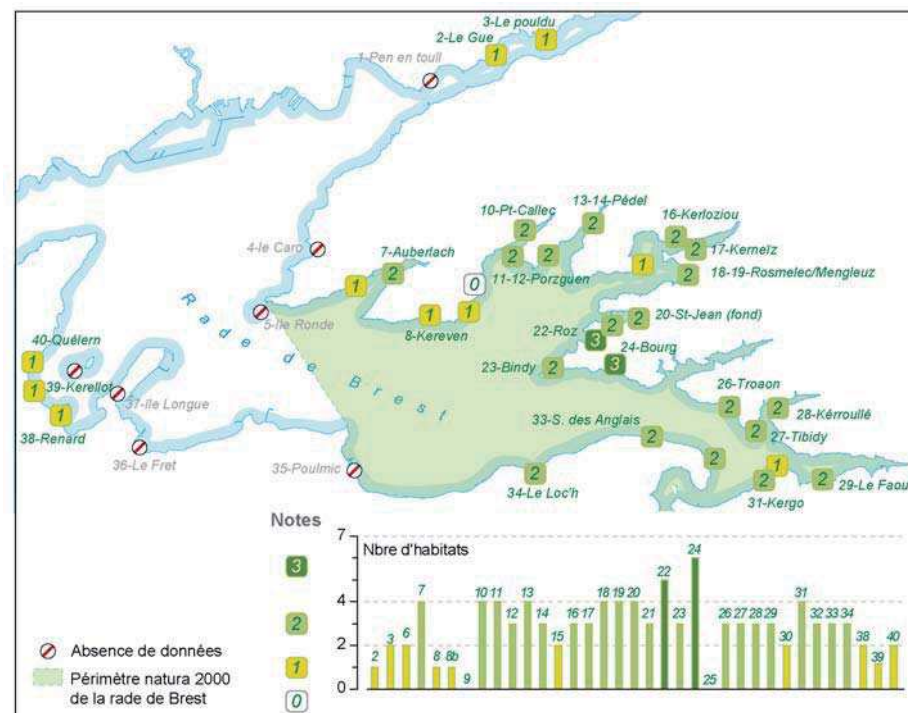 3-Le pouldu
2-Le Gue
1
1
1-Pen en toull
13-14-Pédel
10-Pt-Callec
2
16-Kerloziou
2
2
17-Kerneïz
4-le Caro
7-Auberlach
2
2
2
2
1
11-12-Porzguen
1
0
2
18-19-Rosmelec/Mengleuz
1
1
8-Kereven
5-Ile Ronde
Rade de Brest
2
2
20-St-Jean (fond)
22-Roz
3
24-Bourg
40-Quélern
1
39-Kerellot
1
37-Ile Longue
1
38-Renard
36-Le Fret
23-Bindy
2
3
26-Troaon
2
2
28-Kérroullé
33-S. des Anglais
2
2
27-Tibidy
35-Poulmic
2
1
2
34-Le Loc'h
2
2
29-Le Faou
31-Kergo
Notes
3
2
1
0
Absence de données
Périmètre natura 2000
de la rade de Brest
Nbre d'habitats
7
4
2
0
2 3 6 7 8 8b 9 10 11 12 13 14 15 16 17 18 19 20 21 22 23 24 25 26 27 28 29 30 31 32 33 34 38 39 40